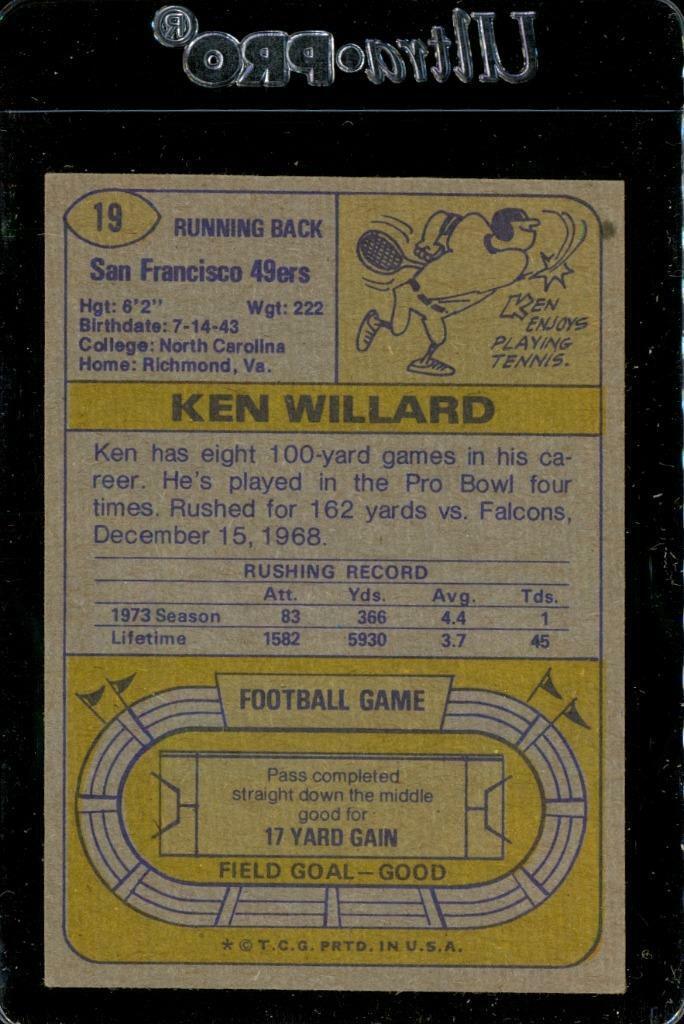 Ultra•PRO®
19
RUNNING BACK
San Francisco 49ers
Hgt: 6'2" Wgt: 222
Birthdate: 7-14-43
College: North Carolina
Home: Richmond, Va.
KEN
ENJOYS
PLAYING
TENNIS.
KEN WILLARD
Ken has eight 100-yard games in his ca-
reer. He's played in the Pro Bowl four
times. Rushed for 162 yards vs. Falcons,
December 15, 1968.
RUSHING RECORD
Att. Yds. Avg. Tds.
1973 Season 83 366 4.4 1
Lifetime 1582 5930 3.7 45
FOOTBALL GAME
Pass completed
straight down the middle
good for
17 YARD GAIN
FIELD GOAL—GOOD
* © T.C.G. PRTD. IN U.S.A.